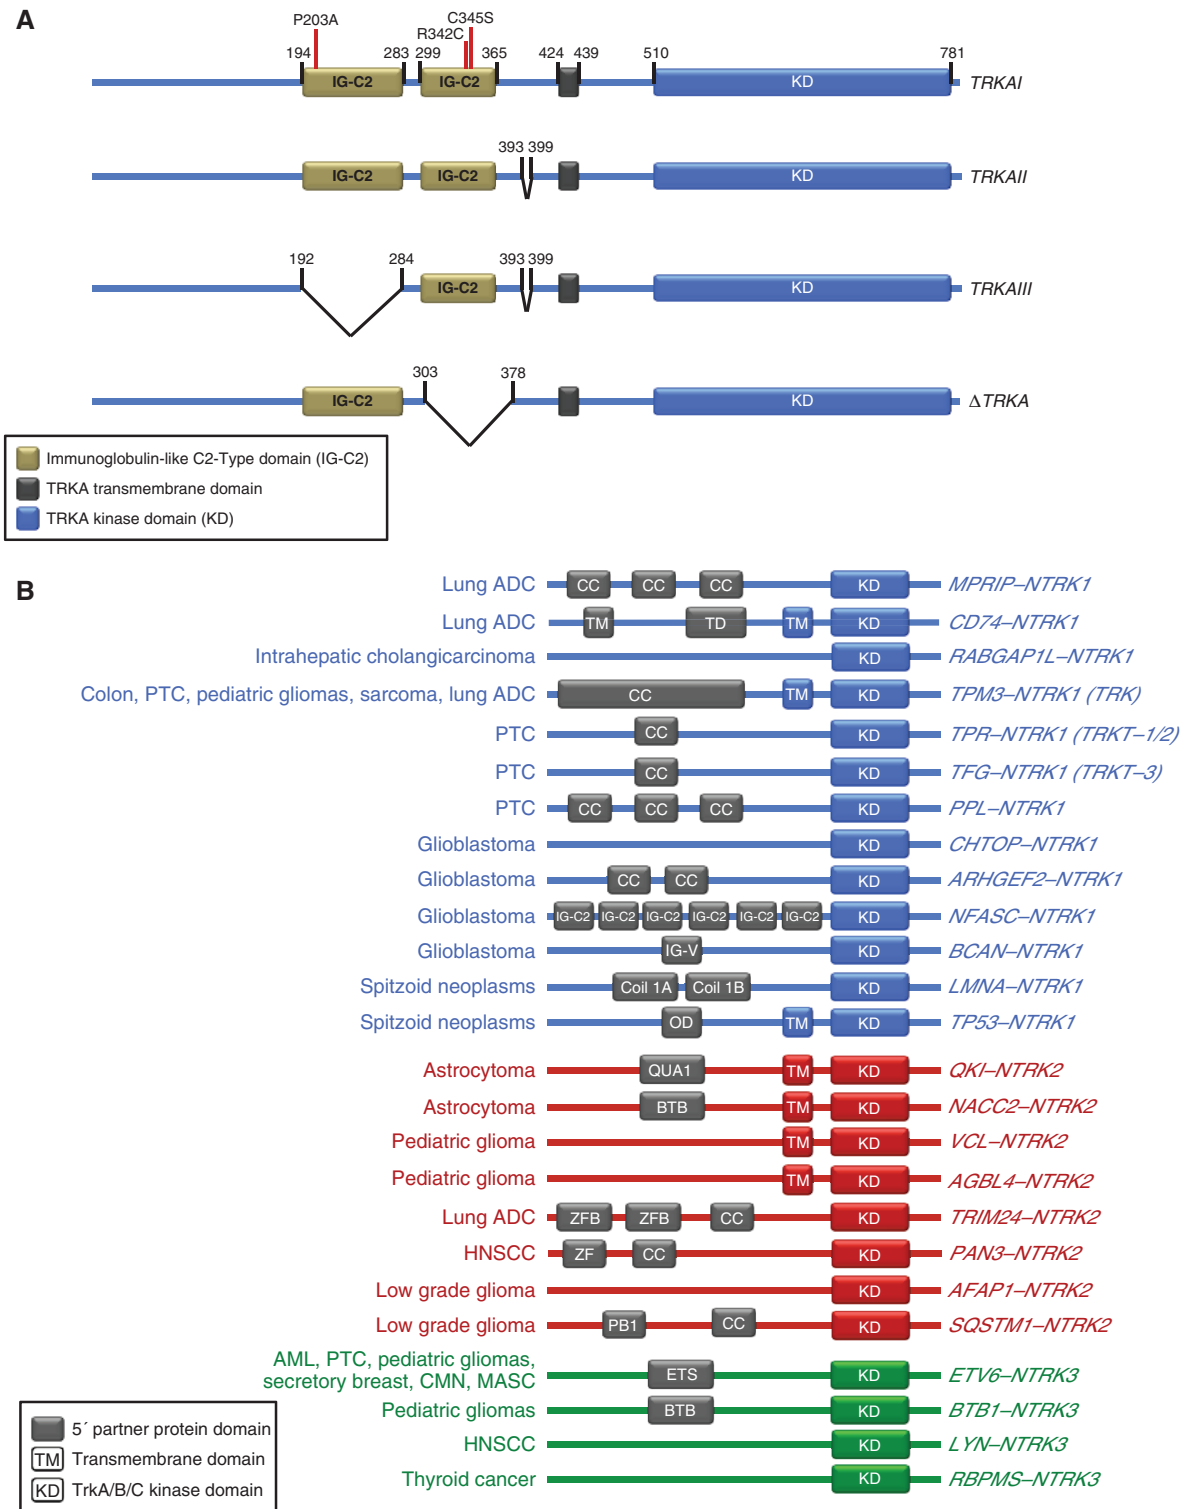 A
P203A
C345S
R342C
194 283 299 365 424 439 510 781
IG-C2 IG-C2 KD TRKAI
393 399
IG-C2 IG-C2 KD TRKAII
192 284 393 399
IG-C2 KD TRKAIII
303 378
IG-C2 KD ΔTRKA
Immunoglobulin-like C2-Type domain (IG-C2)
TRKA transmembrane domain
TRKA kinase domain (KD)
B
Lung ADC CC CC CC KD MPRIP–NTRK1
Lung ADC TM TD TM KD CD74–NTRK1
Intrahepatic cholangicarcinoma KD RABGAP1L–NTRK1
Colon, PTC, pediatric gliomas, sarcoma, lung ADC CC TM KD TPM3–NTRK1 (TRK)
PTC CC KD TPR–NTRK1 (TRKT–1/2)
PTC CC KD TFG–NTRK1 (TRKT–3)
PTC CC CC CC KD PPL–NTRK1
Glioblastoma KD CHTOP–NTRK1
Glioblastoma CC CC KD ARHGEF2–NTRK1
Glioblastoma IG-C2 IG-C2 IG-C2 IG-C2 IG-C2 IG-C2 KD NFASC–NTRK1
Glioblastoma IG-V KD BCAN–NTRK1
Spitzoid neoplasms Coil 1A Coil 1B KD LMNA–NTRK1
Spitzoid neoplasms OD TM KD TP53–NTRK1
Astrocytoma QUA1 TM KD QKI–NTRK2
Astrocytoma BTB TM KD NACC2–NTRK2
Pediatric glioma TM KD VCL–NTRK2
Pediatric glioma TM KD AGBL4–NTRK2
Lung ADC ZFB ZFB CC KD TRIM24–NTRK2
HNSCC ZF CC KD PAN3–NTRK2
Low grade glioma KD AFAP1–NTRK2
Low grade glioma PB1 CC KD SQSTM1–NTRK2
AML, PTC, pediatric gliomas,
secretory breast, CMN, MASC ETS KD ETV6–NTRK3
Pediatric gliomas BTB KD BTB1–NTRK3
HNSCC KD LYN–NTRK3
Thyroid cancer KD RBPMS–NTRK3
5´ partner protein domain
TM Transmembrane domain
KD TrkA/B/C kinase domain